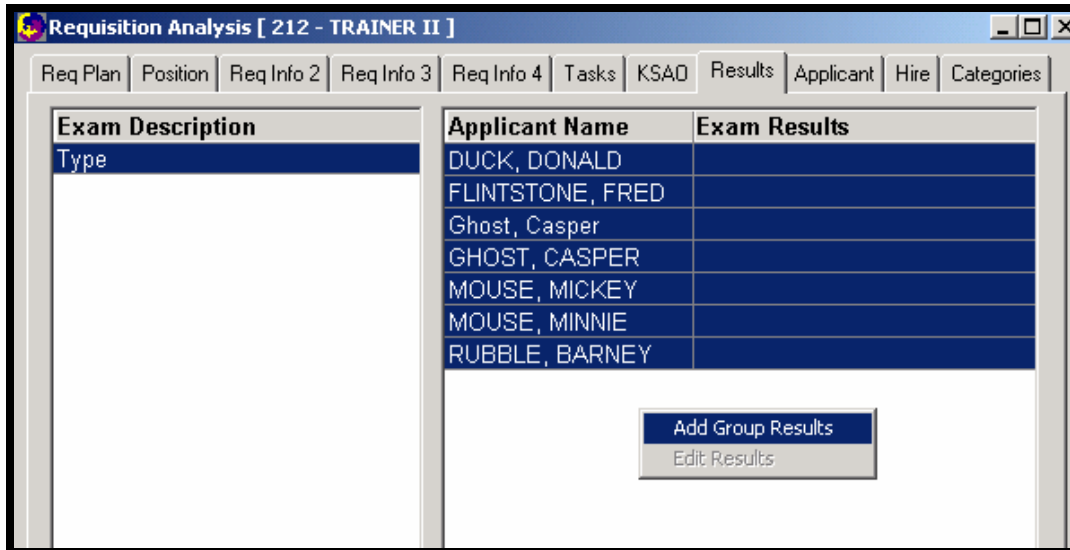 Requisition Analysis [ 212 - TRAINER II ]
Req Plan Position Req Info 2 Req Info 3 Req Info 4 Tasks KSAO Results Applicant Hire Categories
Exam Description Applicant Name Exam Results
Type DUCK, DONALD
FLINTSTONE, FRED
Ghost, Casper
GHOST, CASPER
MOUSE, MICKEY
MOUSE, MINNIE
RUBBLE, BARNEY
Add Group Results
Edit Results